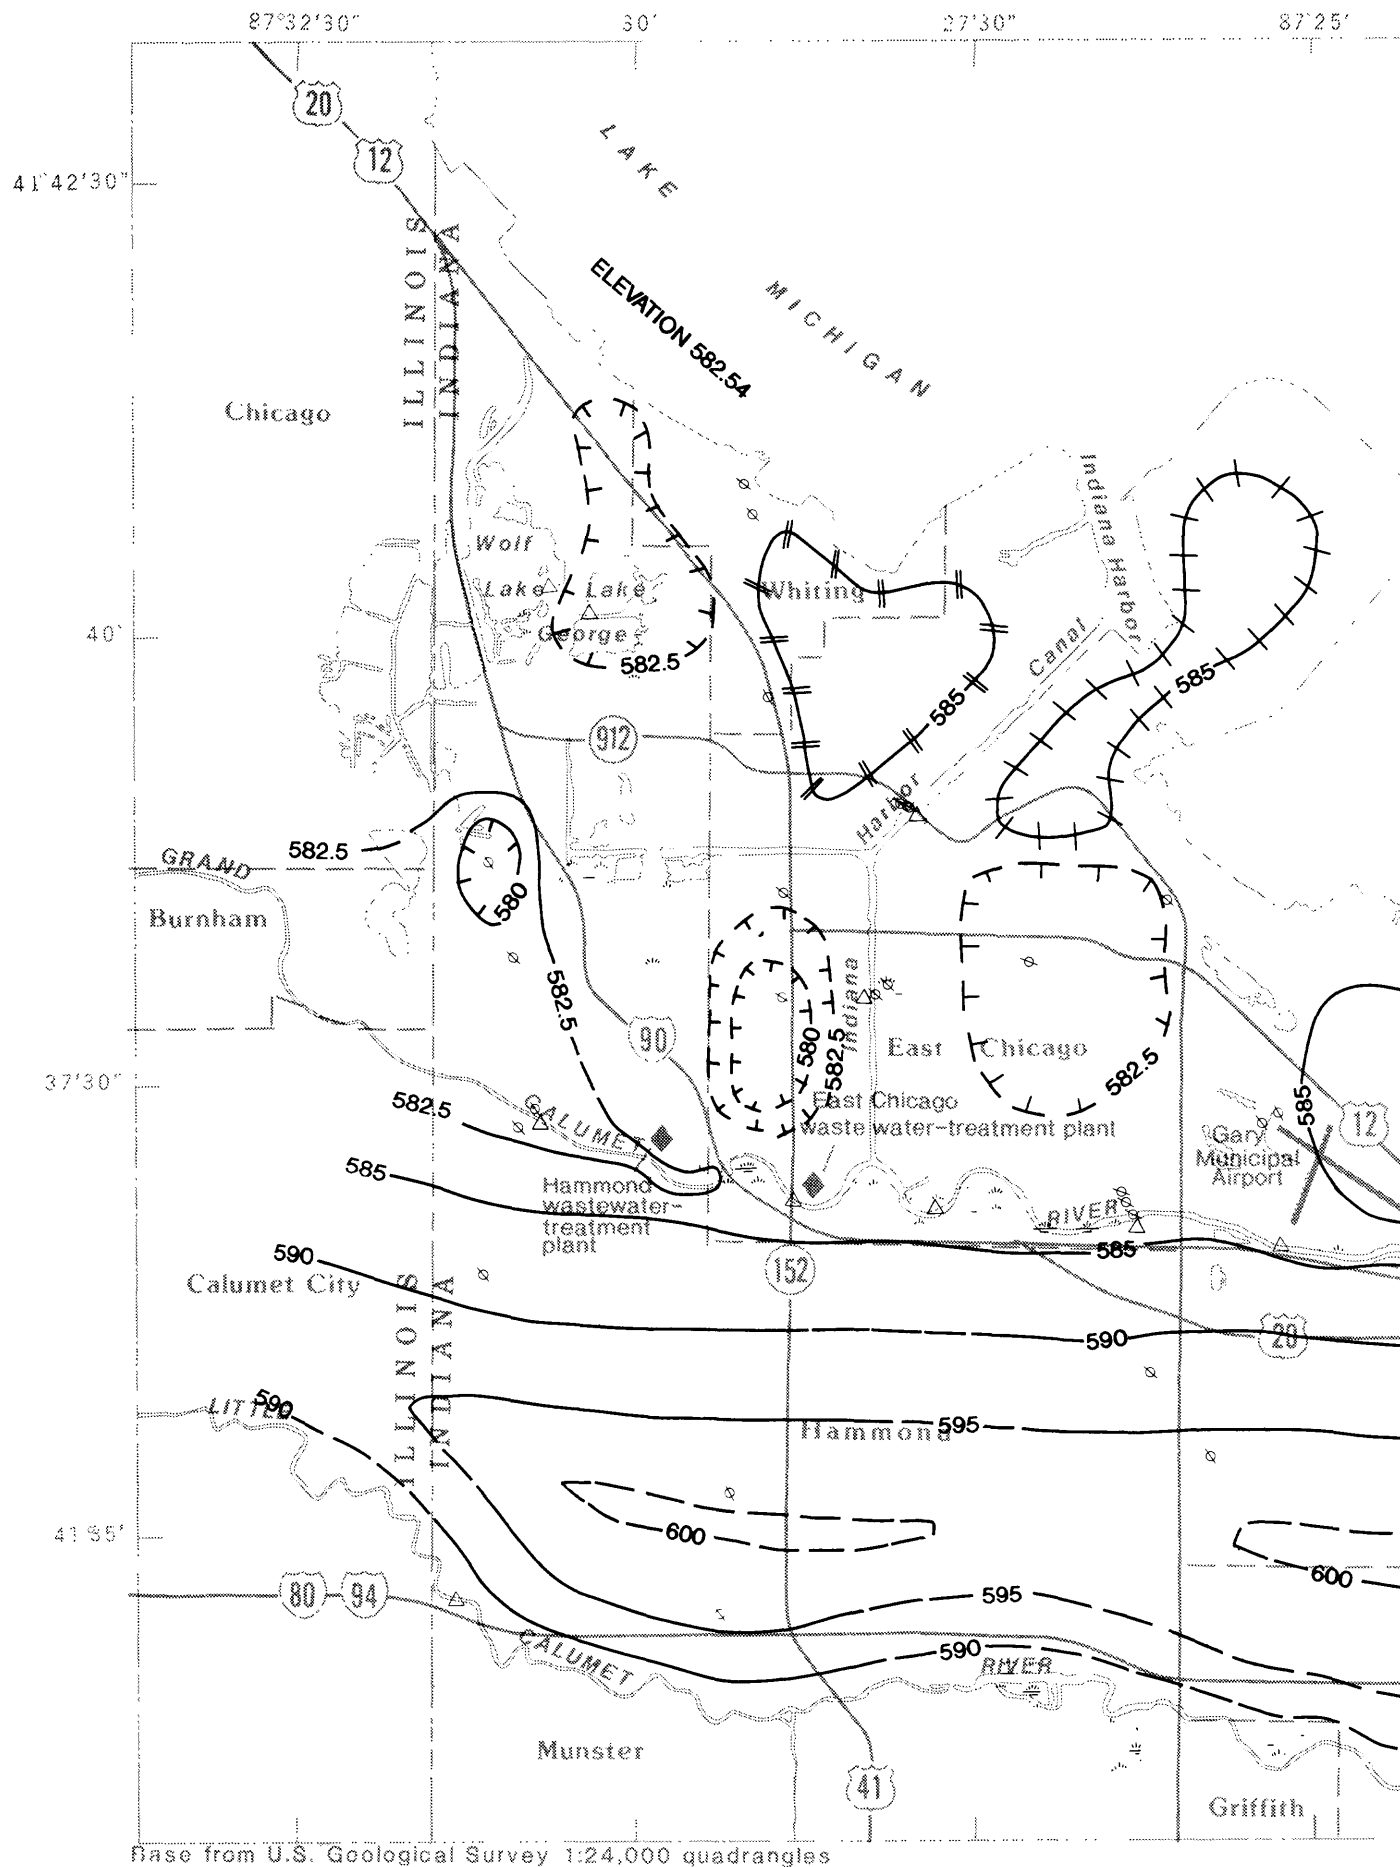 87°32'30"
30'
27'30"
87°25'
20
12
41°42'30"
LAKE
MICHIGAN
ELEVATION 582.54
ILLINOIS
INDIANA
Chicago
Indiana Harbor
Wolf
Lake
Lake
George
Whiting
40'
582.5
Canal
585
585
912
Harbor
582.5
GRAND
580
Burnham
582.5
Indiana
90
580
582.5
East Chicago
582.5
37'30"
582.5
CALUMET
East Chicago
waste water-treatment plant
585
12
Gary
Municipal
Airport
585
Hammond
wastewater-
treatment
plant
RIVER
585
590
152
Calumet City
ILLINOIS
INDIANA
590
20
LITTLE
590
Hammond
595
600
41°35'
600
80
94
595
590
CALUMET
RIVER
Munster
41
Griffith
Base from U.S. Geological Survey 1:24,000 quadrangles